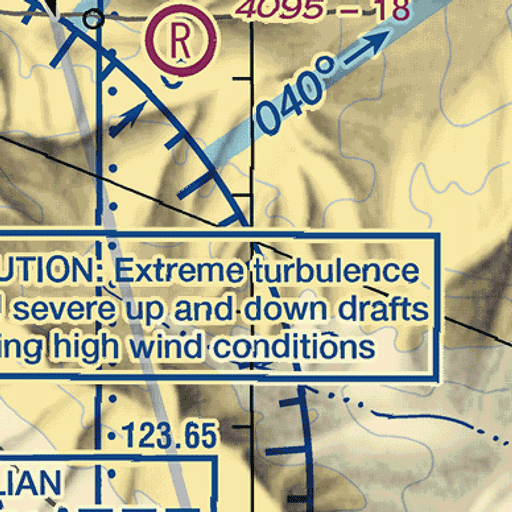 4095 – 18
R
040°
UTION: Extreme turbulence
severe up and down drafts
ing high wind conditions
123.65
LIAN